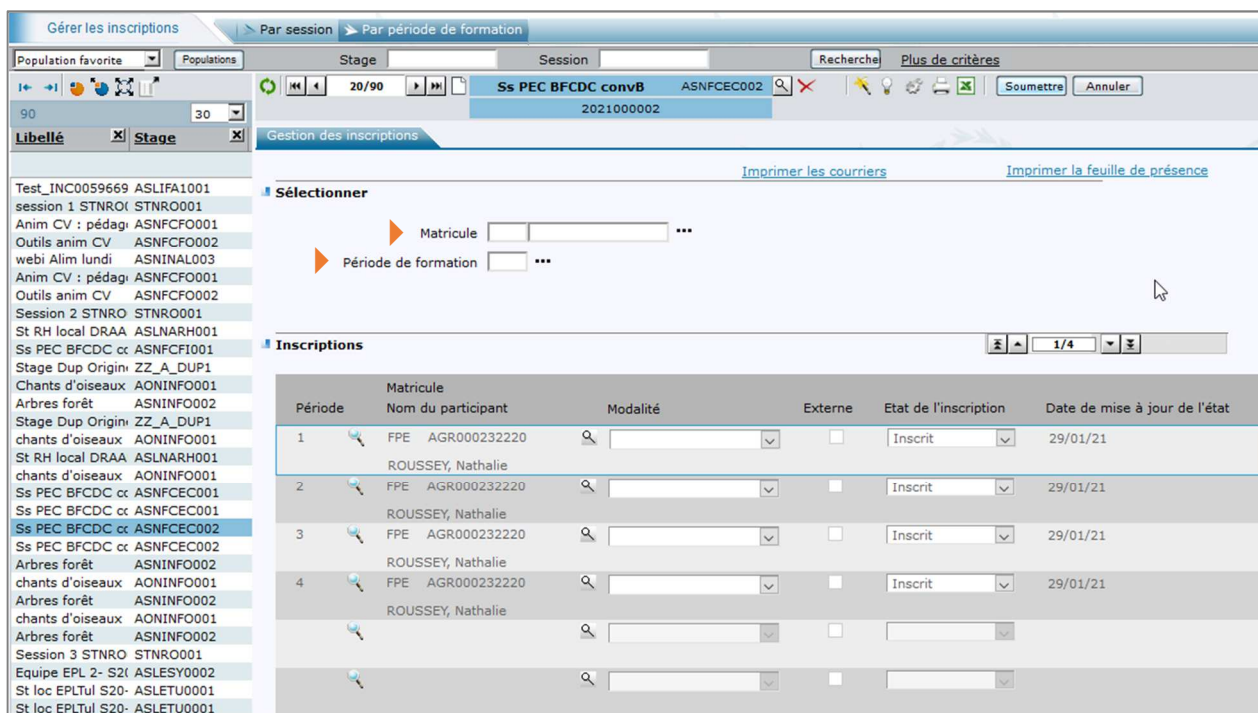 Gérer les inscriptions
Par session
Par période de formation
Population favorite
Populations
Stage
Session
Recherche
Plus de critères
20/90
Ss PEC BFCDC convB
ASNFCEC002
Soumettre
Annuler
2021000002
90
30
Libellé
Stage
Gestion des inscriptions
Imprimer les courriers
Imprimer la feuille de présence
Test_INC0059669 ASLIFA1001
session 1 STNRO( STNRO001
Anim CV : pédag ASNFCFO001
Outils anim CV ASNFCFO002
webi Alim lundi ASNINAL003
Anim CV : pédag ASNFCFO001
Outils anim CV ASNFCFO002
Session 2 STNRO STNRO001
St RH local DRAA ASLNARH001
Ss PEC BFCDC cc ASNFCFI001
Stage Dup Origin ZZ_A_DUP1
Chants d'oiseaux AONINFO001
Arbres forêt ASNINFO002
Stage Dup Origin ZZ_A_DUP1
chants d'oiseaux AONINFO001
St RH local DRAA ASLNARH001
chants d'oiseaux AONINFO001
Ss PEC BFCDC cc ASNFCEC001
Ss PEC BFCDC cc ASNFCEC001
Ss PEC BFCDC cc ASNFCEC002
Ss PEC BFCDC cc ASNFCEC002
Arbres forêt ASNINFO002
chants d'oiseaux AONINFO001
Arbres forêt ASNINFO002
chants d'oiseaux AONINFO001
Arbres forêt ASNINFO002
Session 3 STNRO STNRO001
Equipe EPL 2- S2( ASLESY0002
St loc EPLTul S20- ASLETU0001
St loc EPLTul S20- ASLETU0001
Sélectionner
Matricule
Période de formation
Inscriptions
1/4
Période
Matricule
Nom du participant
Modalité
Externe
Etat de l'inscription
Date de mise à jour de l'état
1 FPE AGR000232220 Inscrit 29/01/21
ROUSSEY, Nathalie
2 FPE AGR000232220 Inscrit 29/01/21
ROUSSEY, Nathalie
3 FPE AGR000232220 Inscrit 29/01/21
ROUSSEY, Nathalie
4 FPE AGR000232220 Inscrit 29/01/21
ROUSSEY, Nathalie